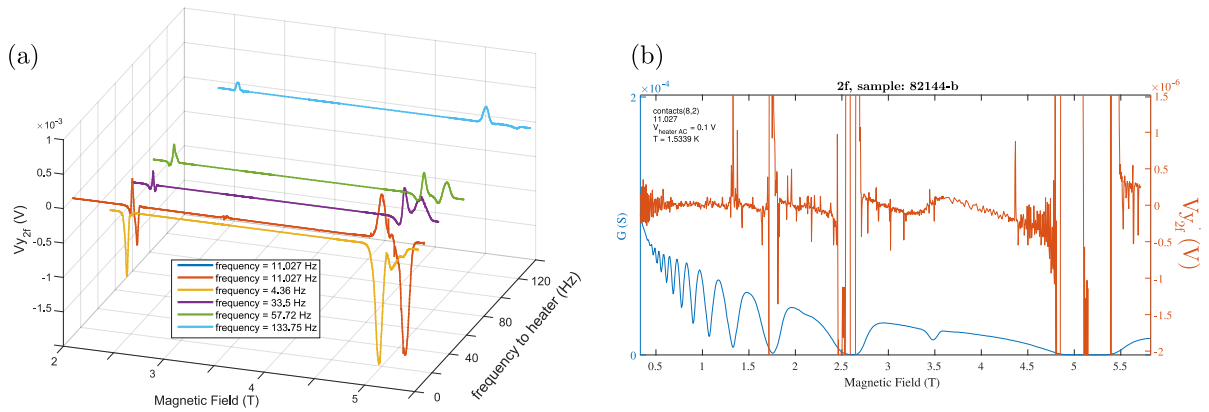 (a)
×10⁻³
1
0.5
0
-0.5
-1
-1.5
Vy2f (V)
frequency = 11.027 Hz
frequency = 11.027 Hz
frequency = 4.36 Hz
frequency = 33.5 Hz
frequency = 57.72 Hz
frequency = 133.75 Hz
2
3
4
5
Magnetic Field (T)
0
40
80
120
frequency to heater (Hz)
(b)
2f, sample: 82144-b
×10⁻⁴
2
0
G (S)
contacts(8,2)
11.027
Vheater AC = 0.1 V
T = 1.5339 K
×10⁻⁶
1.5
1
0.5
0
-0.5
-1
-1.5
-2
Vy2f (V)
0.5 1 1.5 2 2.5 3 3.5 4 4.5 5 5.5
Magnetic Field (T)